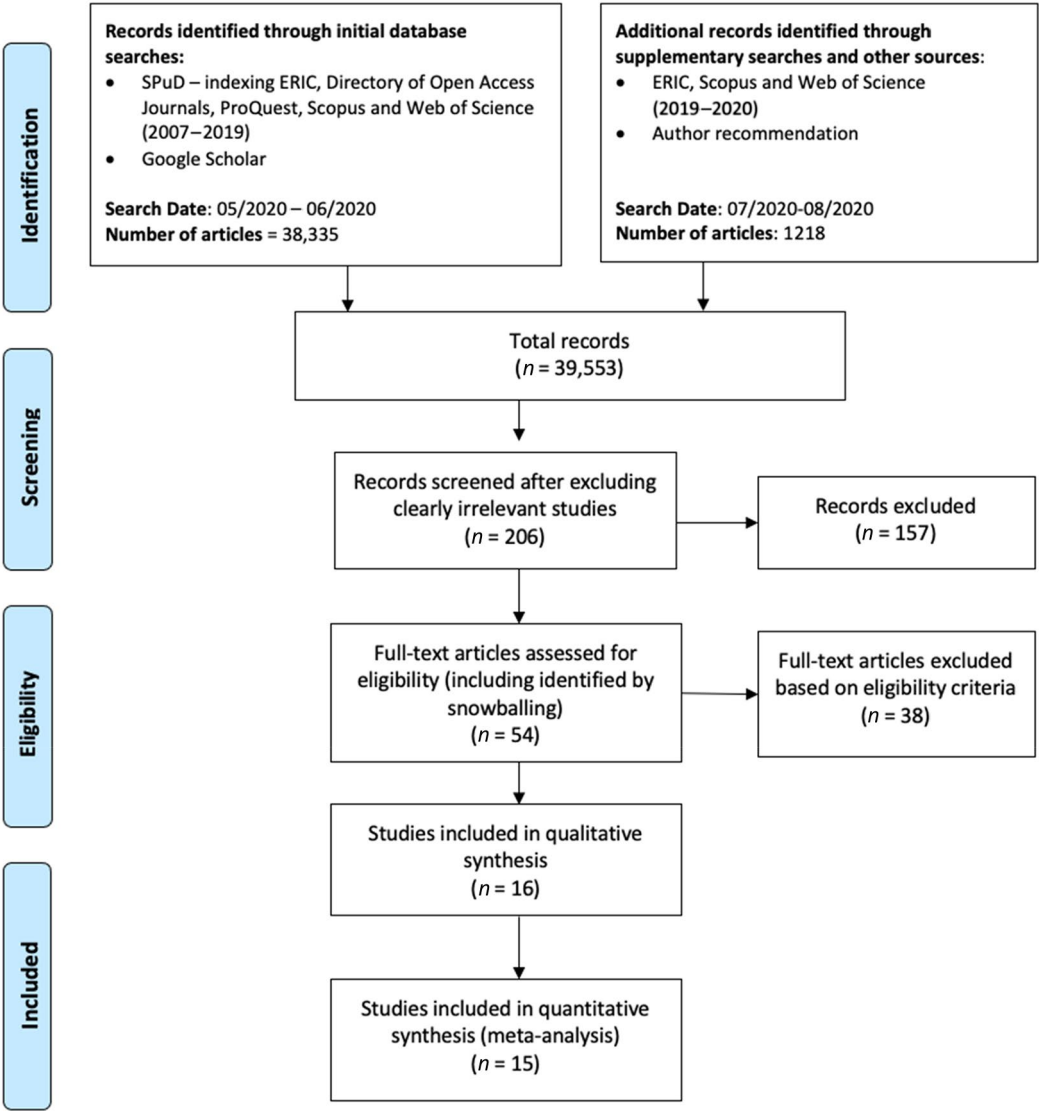 Identification
Records identified through initial database
searches:
• SPuD – indexing ERIC, Directory of Open Access
Journals, ProQuest, Scopus and Web of Science
(2007–2019)
• Google Scholar
Search Date: 05/2020 – 06/2020
Number of articles = 38,335
Additional records identified through
supplementary searches and other sources:
• ERIC, Scopus and Web of Science
(2019–2020)
• Author recommendation
Search Date: 07/2020-08/2020
Number of articles: 1218
Total records
(n = 39,553)
Screening
Records screened after excluding
clearly irrelevant studies
(n = 206)
Records excluded
(n = 157)
Eligibility
Full-text articles assessed for
eligibility (including identified by
snowballing)
(n = 54)
Full-text articles excluded
based on eligibility criteria
(n = 38)
Studies included in qualitative
synthesis
(n = 16)
Included
Studies included in quantitative
synthesis (meta-analysis)
(n = 15)